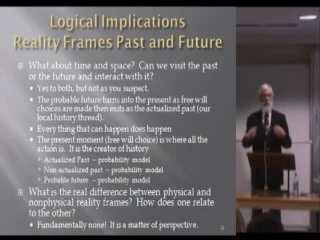 Logical Implications
Reality Frames Past and Future
What about time and space? Can we visit the past
or the future and interact with it?
Yes to both, but not as you suspect.
The probable future turns into the present as free will
choices are made then exists as the actualized past (our
local history thread).
Every thing that can happen does happen
The present moment (free will choice) is where all the
action is. It is the creator of history
Actualized Past – probability model
Non-actualized past – probability model
Probable future – probability model
What is the real difference between physical and
nonphysical reality frames? How does one relate
to the other?
Fundamentally none! It is a matter of perspective.